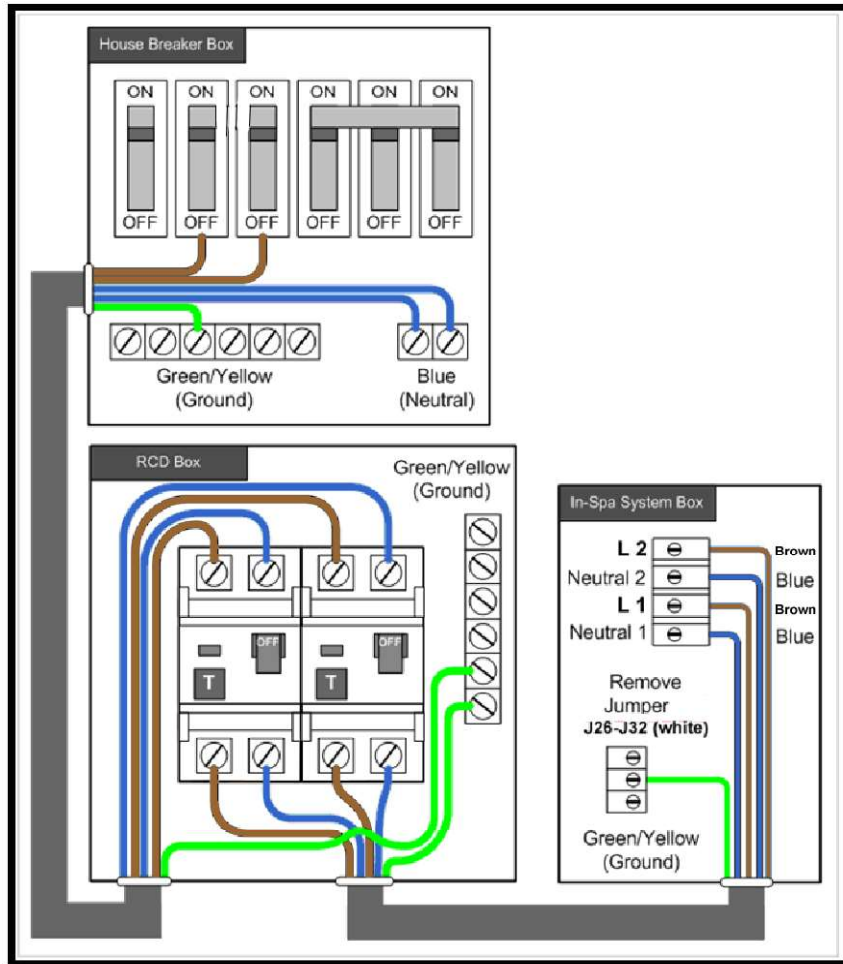 House Breaker Box
ON ON ON ON ON ON
OFF OFF OFF OFF OFF OFF
Green/Yellow
(Ground)
Blue
(Neutral)
RCD Box
Green/Yellow
(Ground)
OFF OFF
T T
In-Spa System Box
L 2 Brown
Neutral 2 Blue
L 1 Brown
Neutral 1 Blue
Remove
Jumper
J26-J32 (white)
Green/Yellow
(Ground)